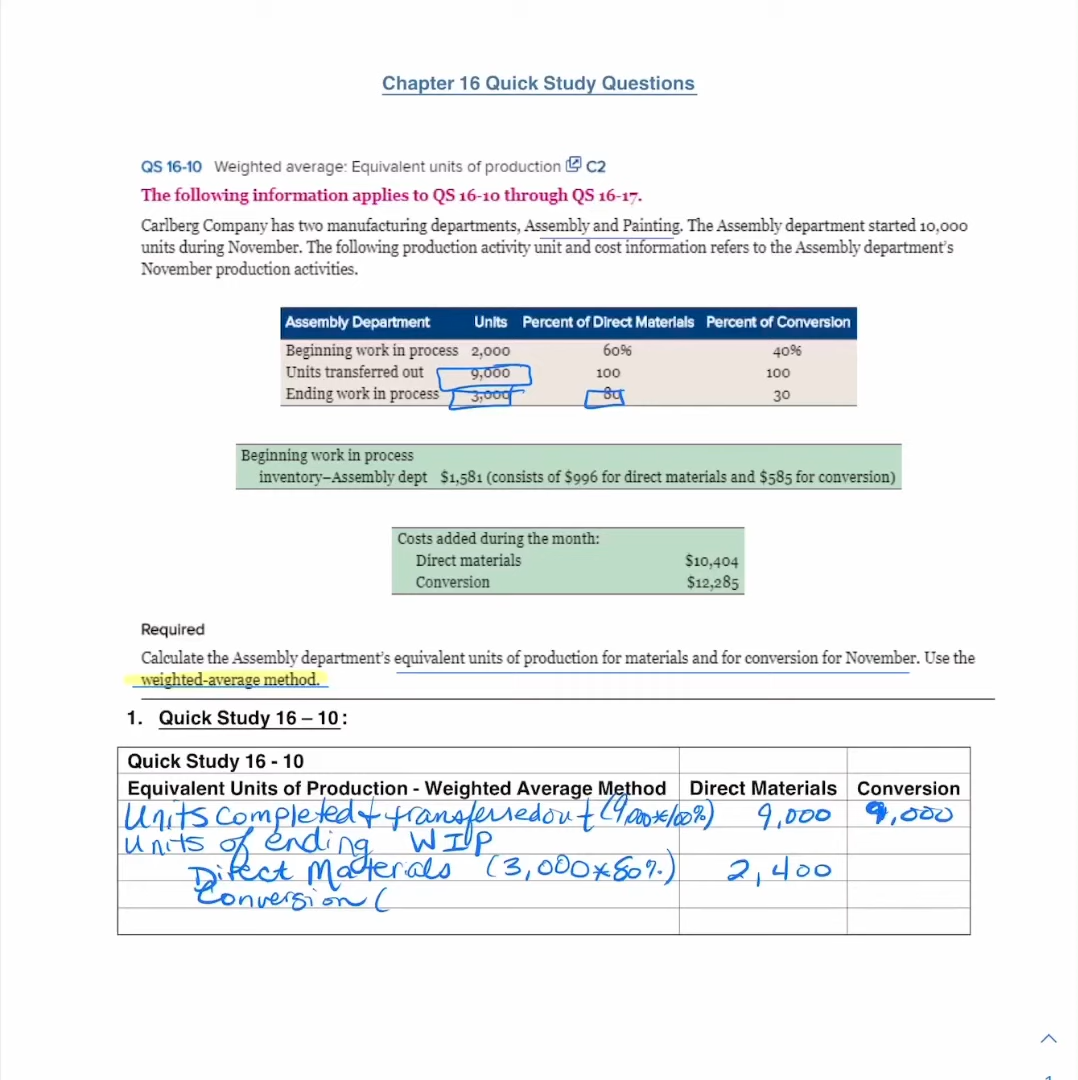 Chapter 16 Quick Study Questions
QS 16-10 Weighted average: Equivalent units of production C2
The following information applies to QS 16-10 through QS 16-17.
Carlberg Company has two manufacturing departments, Assembly and Painting. The Assembly department started 10,000
units during November. The following production activity unit and cost information refers to the Assembly department's
November production activities.
Assembly Department Units Percent of Direct Materials Percent of Conversion
Beginning work in process 2,000 60% 40%
Units transferred out 9,000 100 100
Ending work in process 3,000 80 30
Beginning work in process
inventory–Assembly dept $1,581 (consists of $996 for direct materials and $585 for conversion)
Costs added during the month:
Direct materials $10,404
Conversion $12,285
Required
Calculate the Assembly department's equivalent units of production for materials and for conversion for November. Use the
weighted-average method.
1. Quick Study 16 – 10:
Quick Study 16 - 10
Equivalent Units of Production - Weighted Average Method Direct Materials Conversion
Units completed + transferred out (9,000*100%) 9,000 9,000
Units of ending WIP
Direct Materials (3,000*80%) 2,400
Conversion (